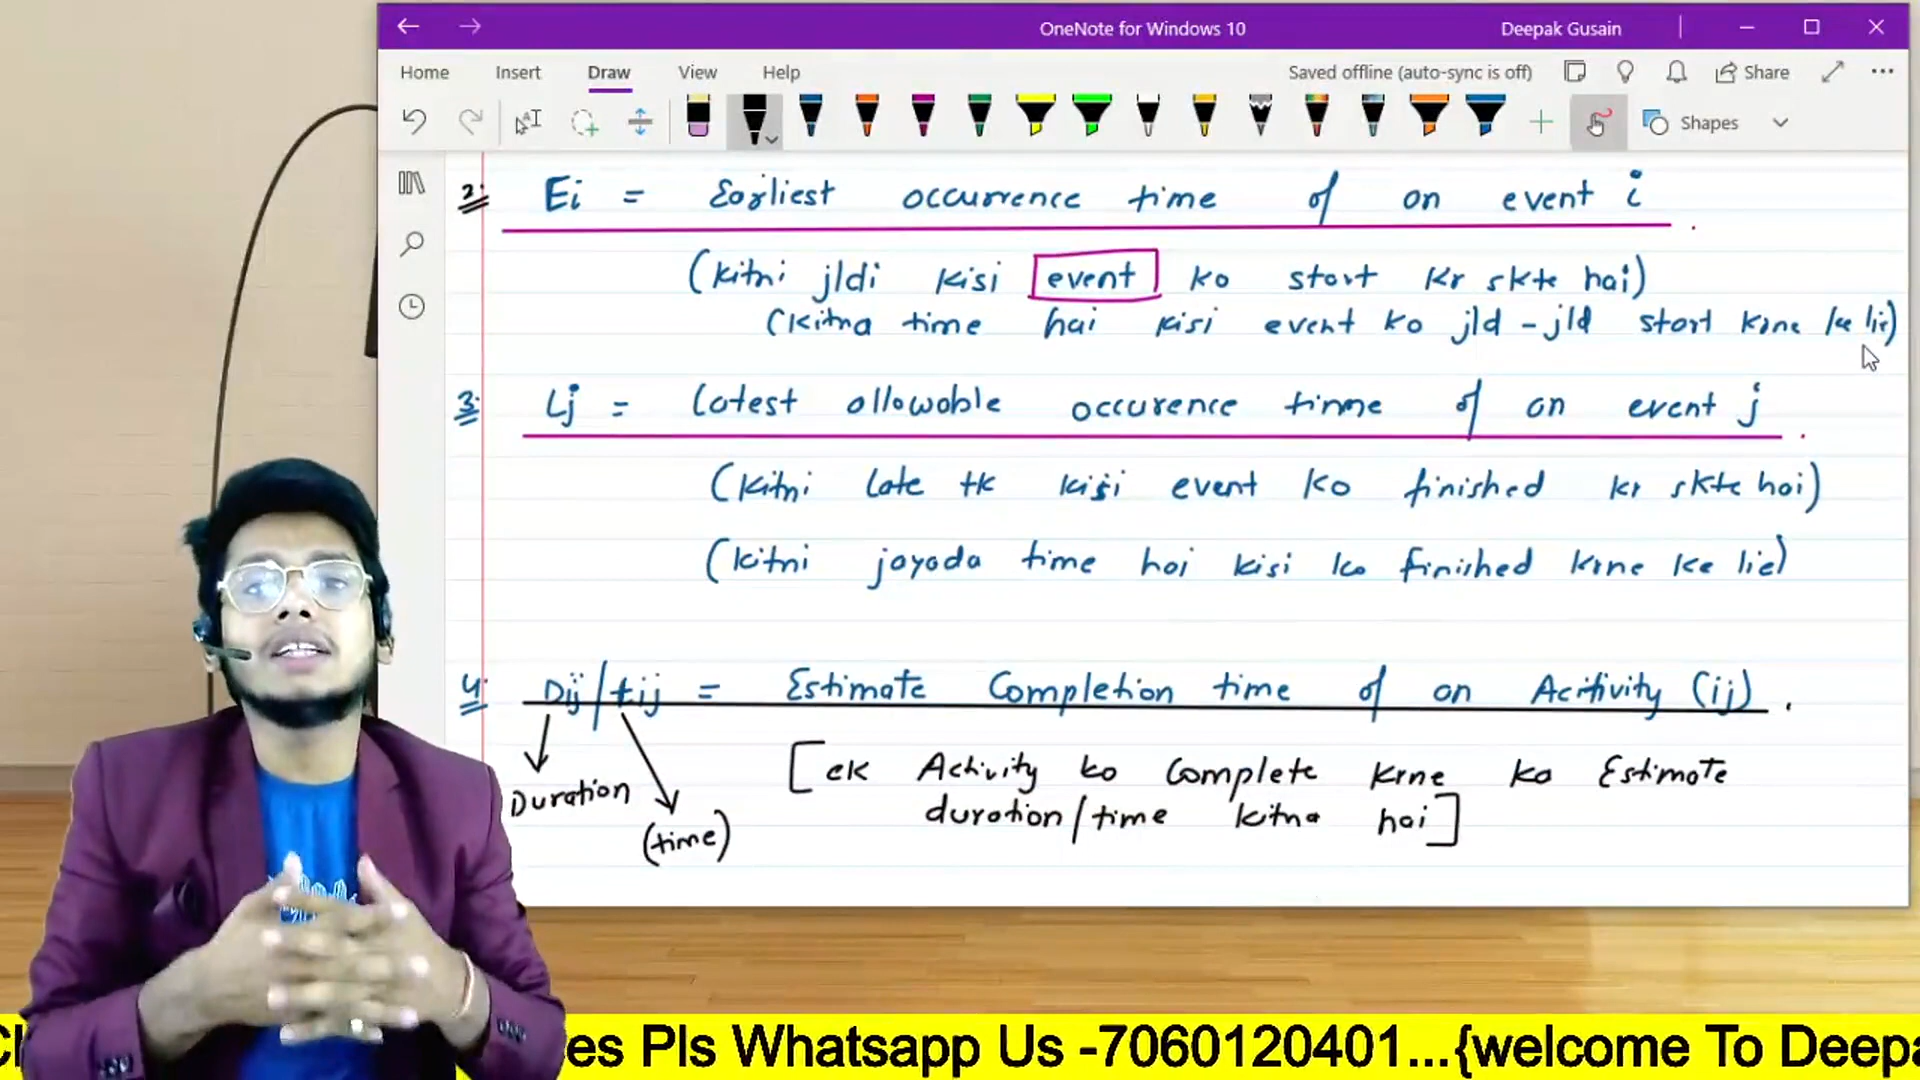 OneNote for Windows 10
Deepak Gusain
Home Insert Draw View Help
Saved offline (auto-sync is off)
Share
Shapes
2: Ei = Earliest occurrence time of an event i
(kitni jldi kisi event ko start kr skte hai)
(kitna time hai kisi event ko jld - jld start krne ke lie)
3: Lj = Latest allowable occurence time of an event j
(kitni late tk kisi event ko finished kr skte hai)
(kitni jayada time hai kisi ko finished krne ke lie)
4: Dij/tij = Estimate Completion time of an Acitivity (ij).
Duration
(time)
[ek Activity ko Complete krne ka Estimate
duration/time kitna hai]
es Pls Whatsapp Us -7060120401...{welcome To Deepa